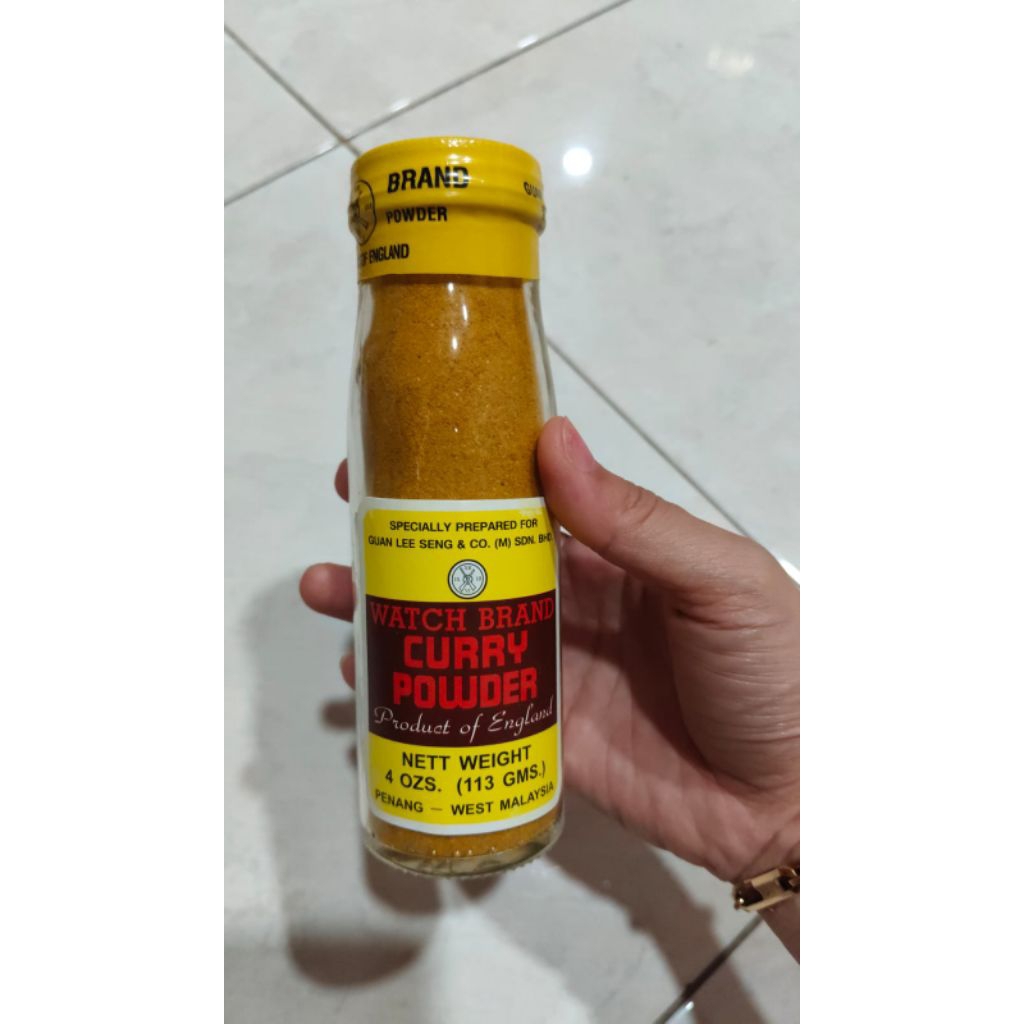 BRAND
POWDER
OF ENGLAND
SPECIALLY PREPARED FOR
GUAN LEE SENG & CO. (M) SDN. BHD.
WATCH BRAND
CURRY
POWDER
Product of England
NETT WEIGHT
4 OZS. (113 GMS.)
PENANG — WEST MALAYSIA